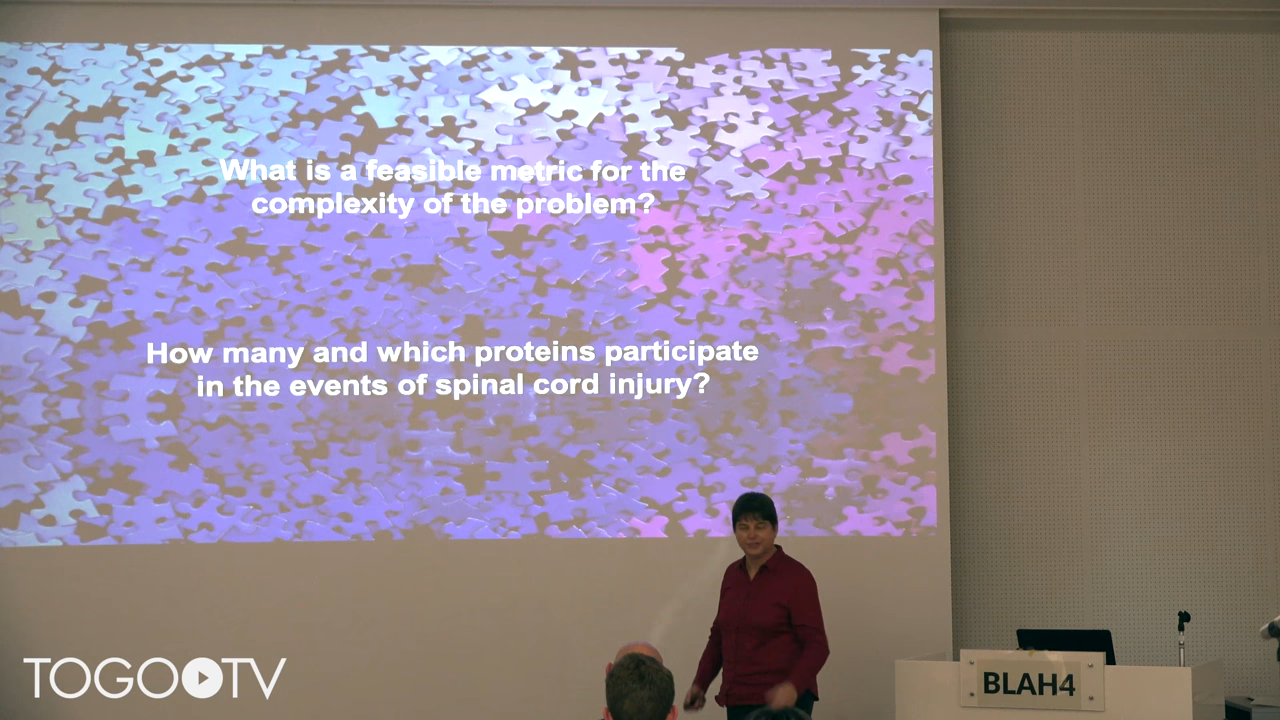 What is a feasible metric for the
complexity of the problem?
How many and which proteins participate
in the events of spinal cord injury?
BLAH4
TOGO TV